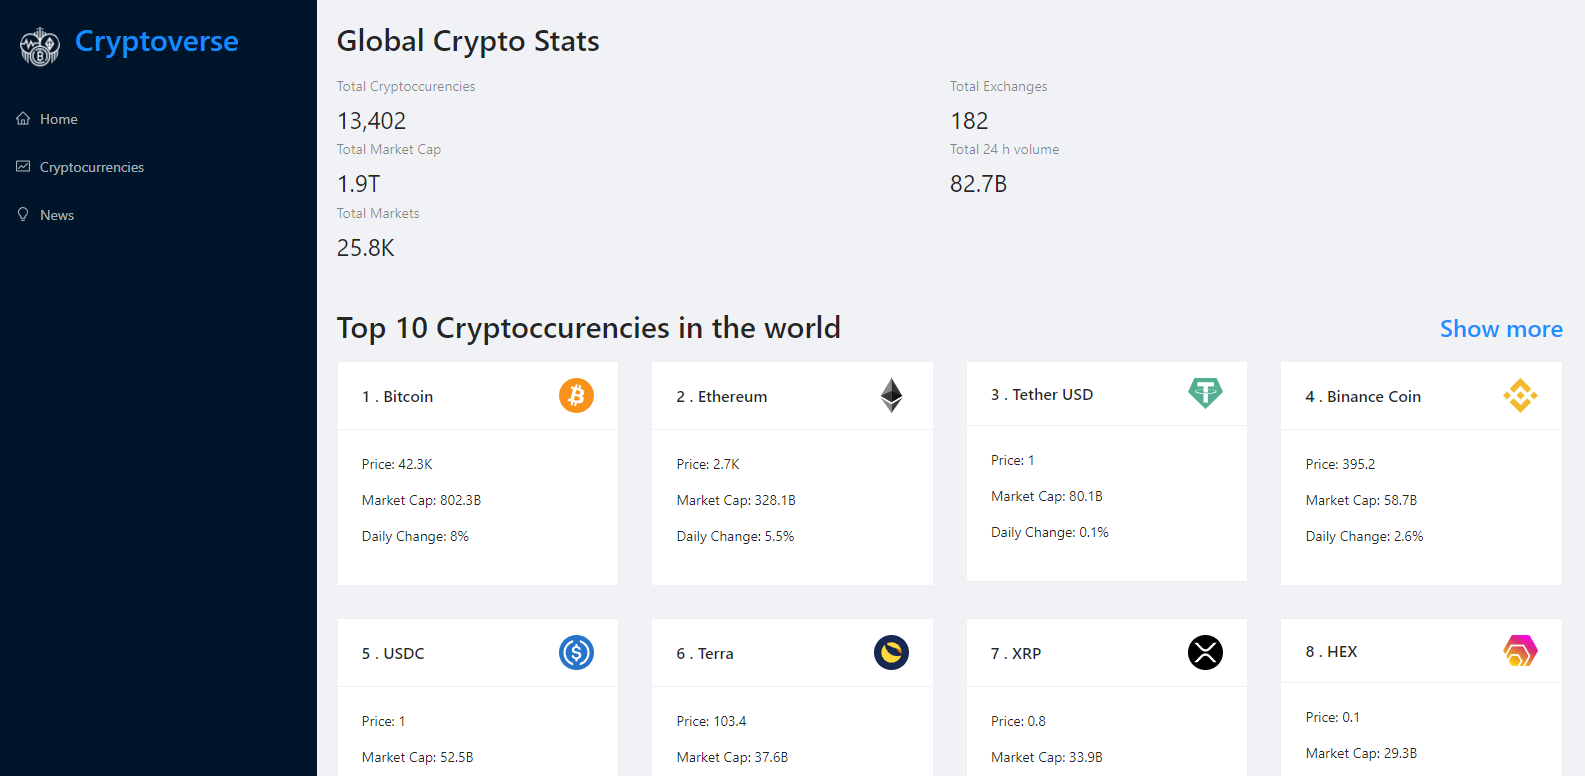 Cryptoverse
Home
Cryptocurrencies
News
Global Crypto Stats
Total Cryptoccurencies
13,402
Total Exchanges
182
Total Market Cap
1.9T
Total 24 h volume
82.7B
Total Markets
25.8K
Top 10 Cryptoccurencies in the world
Show more
1 . Bitcoin
Price: 42.3K
Market Cap: 802.3B
Daily Change: 8%
2 . Ethereum
Price: 2.7K
Market Cap: 328.1B
Daily Change: 5.5%
3 . Tether USD
Price: 1
Market Cap: 80.1B
Daily Change: 0.1%
4 . Binance Coin
Price: 395.2
Market Cap: 58.7B
Daily Change: 2.6%
5 . USDC
Price: 1
Market Cap: 52.5B
6 . Terra
Price: 103.4
Market Cap: 37.6B
7 . XRP
Price: 0.8
Market Cap: 33.9B
8 . HEX
Price: 0.1
Market Cap: 29.3B